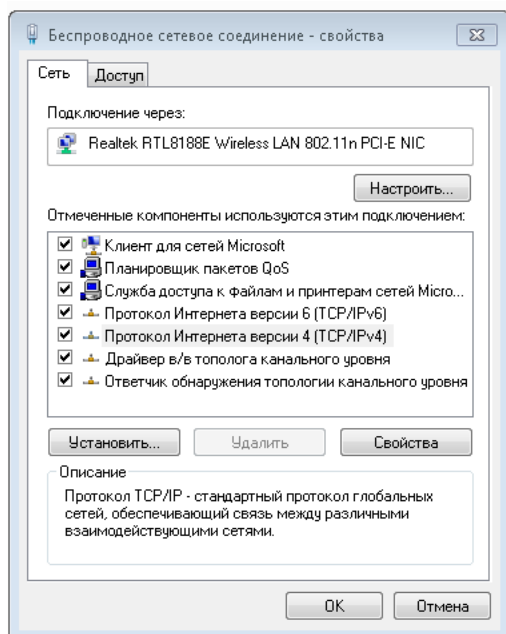 Беспроводное сетевое соединение - свойства
Сеть
Доступ
Подключение через:
Realtek RTL8188E Wireless LAN 802.11n PCI-E NIC
Настроить...
Отмеченные компоненты используются этим подключением:
Клиент для сетей Microsoft
Планировщик пакетов QoS
Служба доступа к файлам и принтерам сетей Micro...
Протокол Интернета версии 6 (TCP/IPv6)
Протокол Интернета версии 4 (TCP/IPv4)
Драйвер в/в тополога канального уровня
Ответчик обнаружения топологии канального уровня
Установить...
Удалить
Свойства
Описание
Протокол TCP/IP - стандартный протокол глобальных
сетей, обеспечивающий связь между различными
взаимодействующими сетями.
OK
Отмена